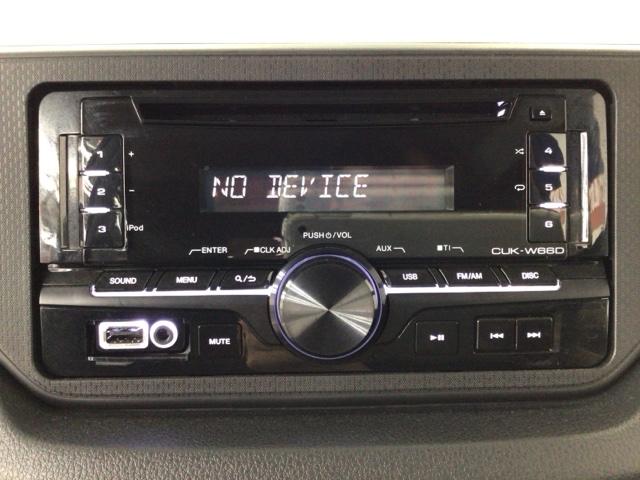 1 +
2 -
3 iPod
4
5
6
NO DEVICE
PUSH⏻/VOL
ENTER
■CLK ADJ
AUX
■TI
CUK-W66D
SOUND
MENU
USB
FM/AM
DISC
MUTE